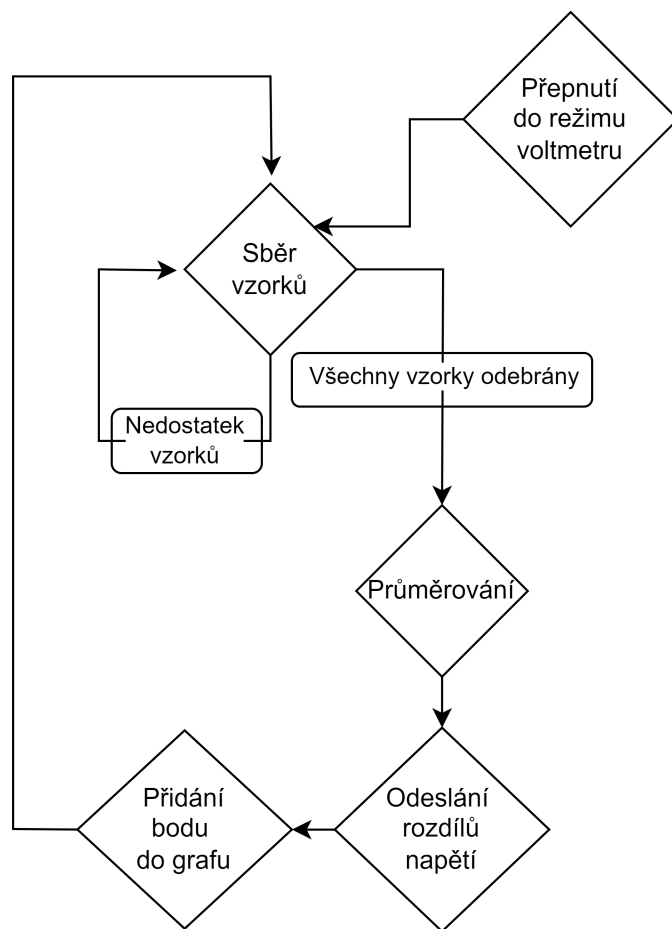 Přepnutí
do režimu
voltmetru
Sběr
vzorků
Všechny vzorky odebrány
Nedostatek
vzorků
Průměrování
Přidání
bodu
do grafu
Odeslání
rozdílů
napětí